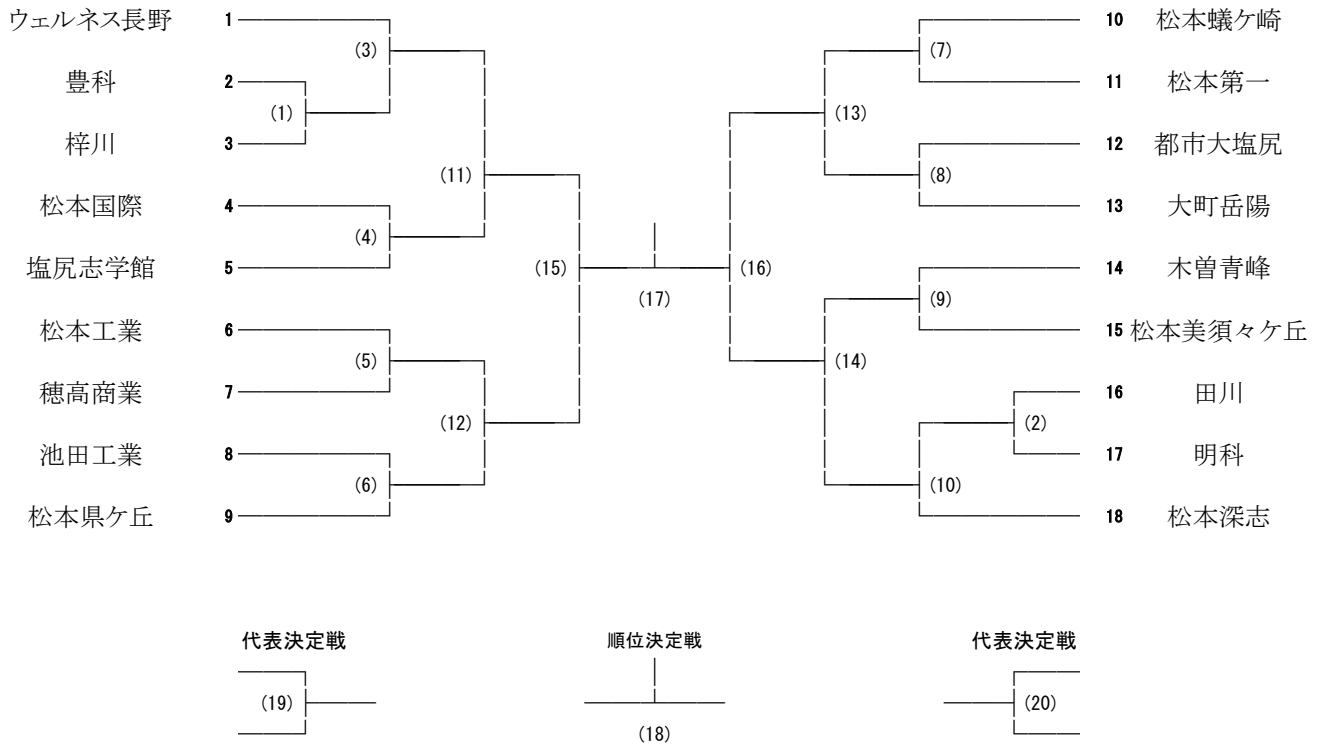 ウェルネス長野 1
豊科 2
梓川 3
松本国際 4
塩尻志学館 5
松本工業 6
穂高商業 7
池田工業 8
松本県ケ丘 9
(1)
(3)
(4)
(5)
(6)
(11)
(12)
(15)
(17)
(16)
(13)
(14)
(7)
(8)
(9)
(10)
(2)
10 松本蟻ケ崎
11 松本第一
12 都市大塩尻
13 大町岳陽
14 木曽青峰
15 松本美須々ケ丘
16 田川
17 明科
18 松本深志
代表決定戦
(19)
順位決定戦
(18)
代表決定戦
(20)